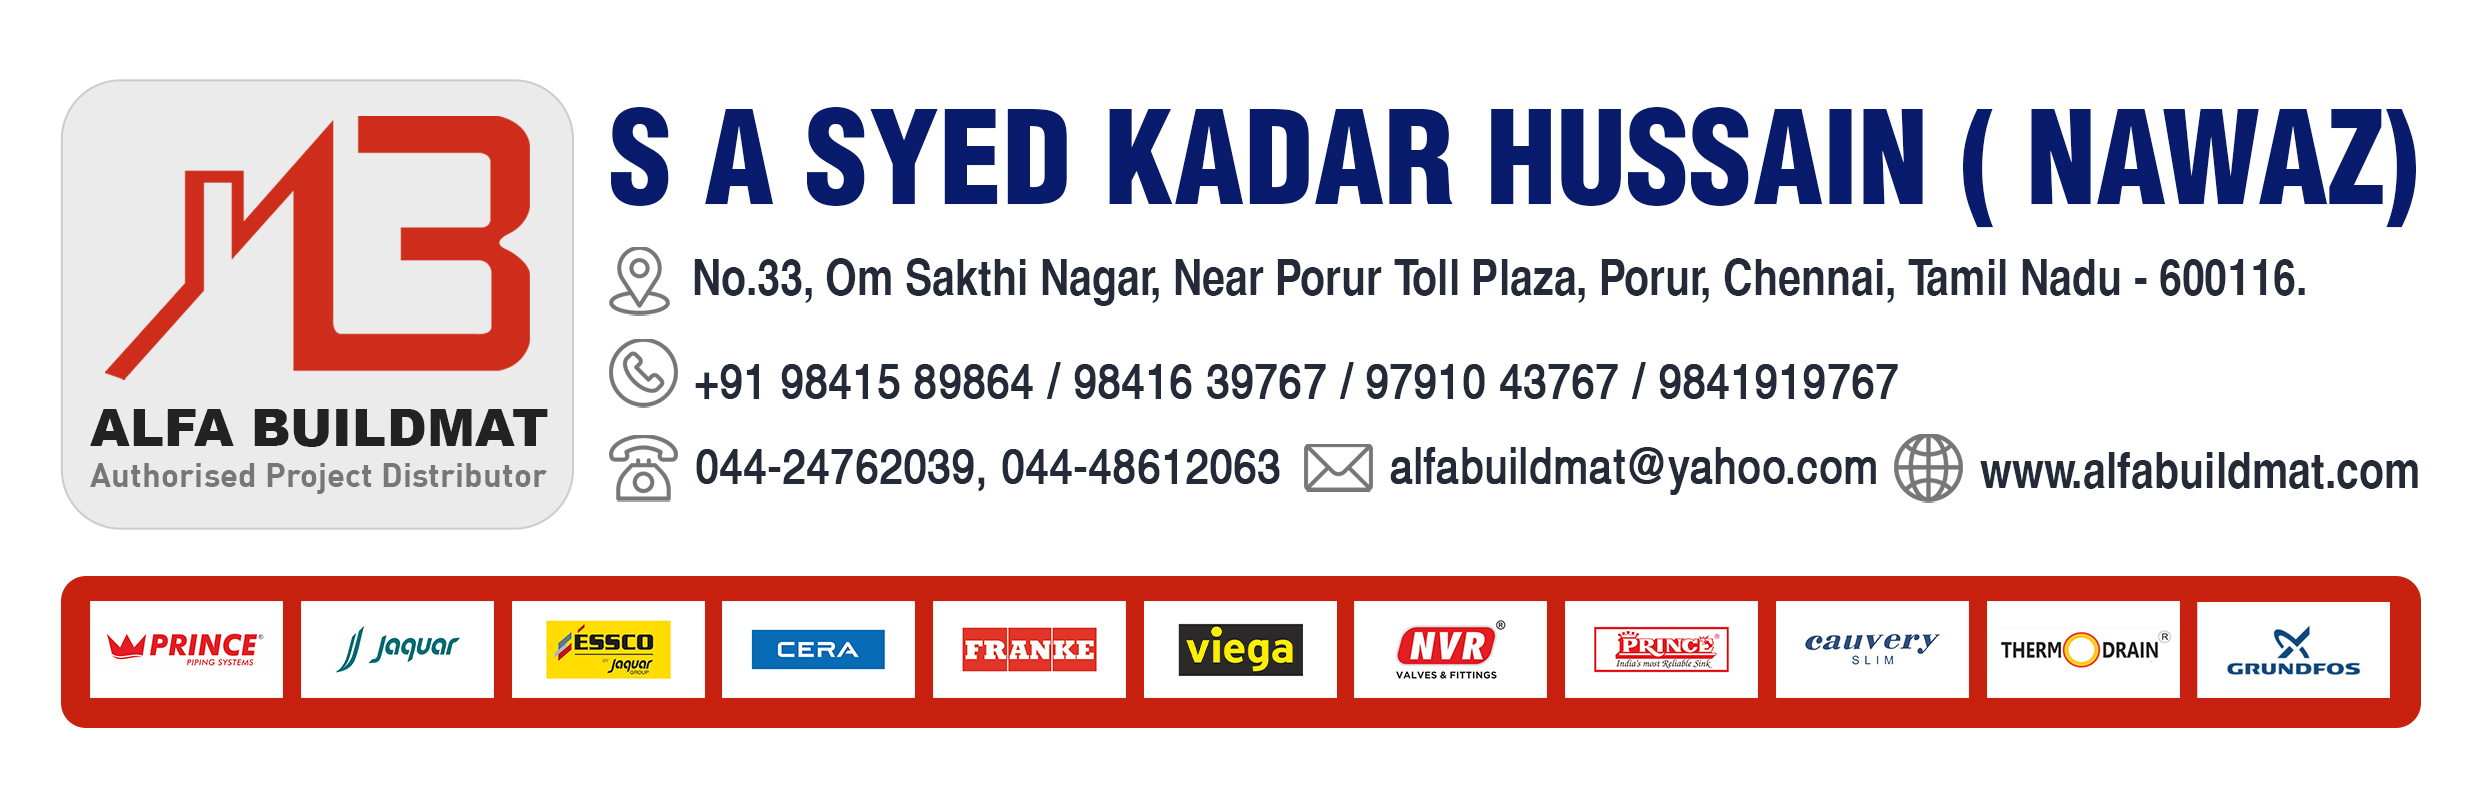 S A SYED KADAR HUSSAIN ( NAWAZ)
No.33, Om Sakthi Nagar, Near Porur Toll Plaza, Porur, Chennai, Tamil Nadu - 600116.
+91 98415 89864 / 98416 39767 / 97910 43767 / 9841919767
044-24762039, 044-48612063 alfabuildmat@yahoo.com www.alfabuildmat.com
AB
ALFA BUILDMAT
Authorised Project Distributor
PRINCE®
PIPING SYSTEMS
Jaquar
ESSCO
BY Jaquar
GROUP
CERA
FRANKE
viega
NVR®
VALVES & FITTINGS
PRINCE®
India's most Reliable Sink
cauvery
SLIM
THERMODRAIN®
GRUNDFOS